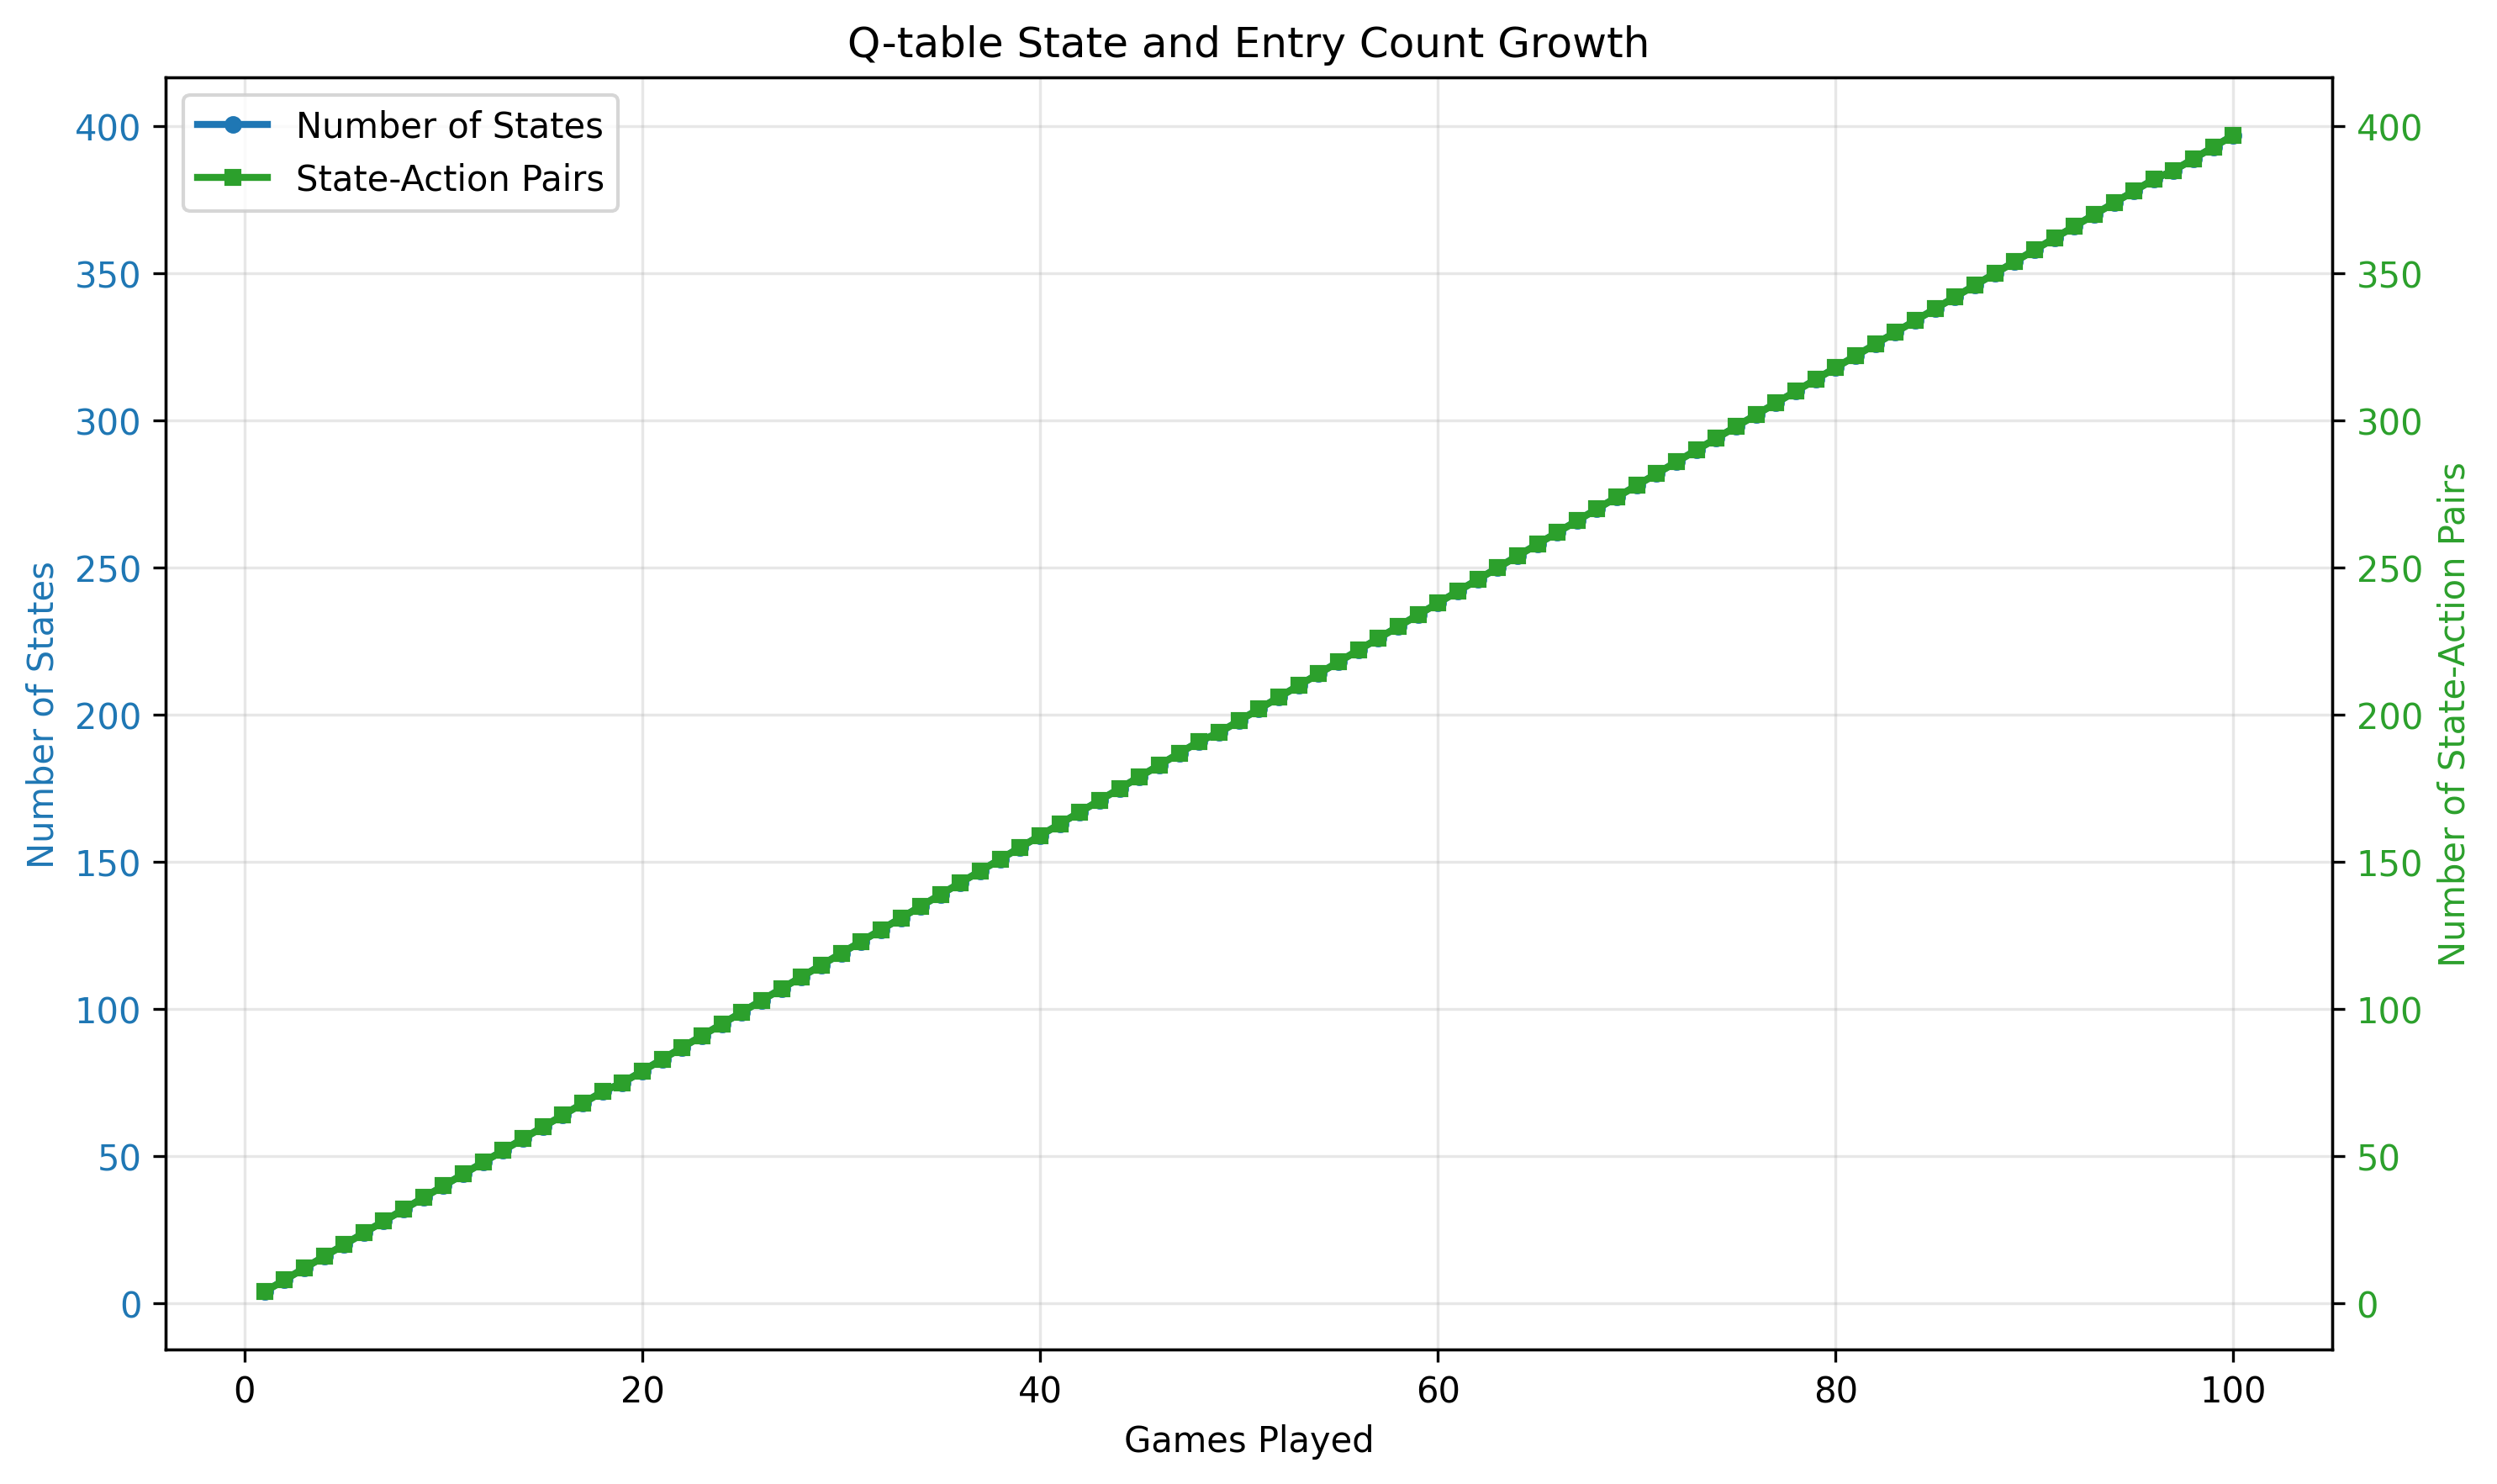 Q-table State and Entry Count Growth
Number of States
State-Action Pairs
400
350
300
250
200
150
100
50
0
Number of States
400
350
300
250
200
150
100
50
0
Number of State-Action Pairs
0 20 40 60 80 100
Games Played